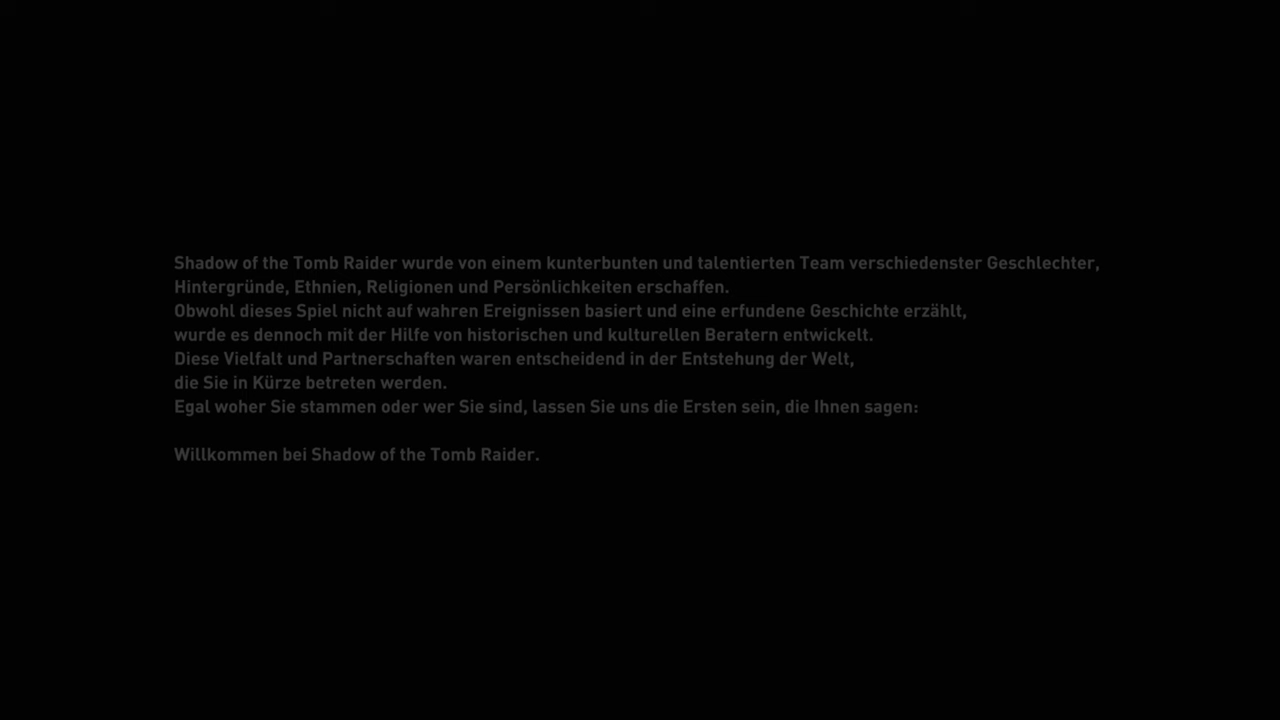 Shadow of the Tomb Raider wurde von einem kunterbunten und talentierten Team verschiedenster Geschlechter,
Hintergründe, Ethnien, Religionen und Persönlichkeiten erschaffen.
Obwohl dieses Spiel nicht auf wahren Ereignissen basiert und eine erfundene Geschichte erzählt,
wurde es dennoch mit der Hilfe von historischen und kulturellen Beratern entwickelt.
Diese Vielfalt und Partnerschaften waren entscheidend in der Entstehung der Welt,
die Sie in Kürze betreten werden.
Egal woher Sie stammen oder wer Sie sind, lassen Sie uns die Ersten sein, die Ihnen sagen:
Willkommen bei Shadow of the Tomb Raider.